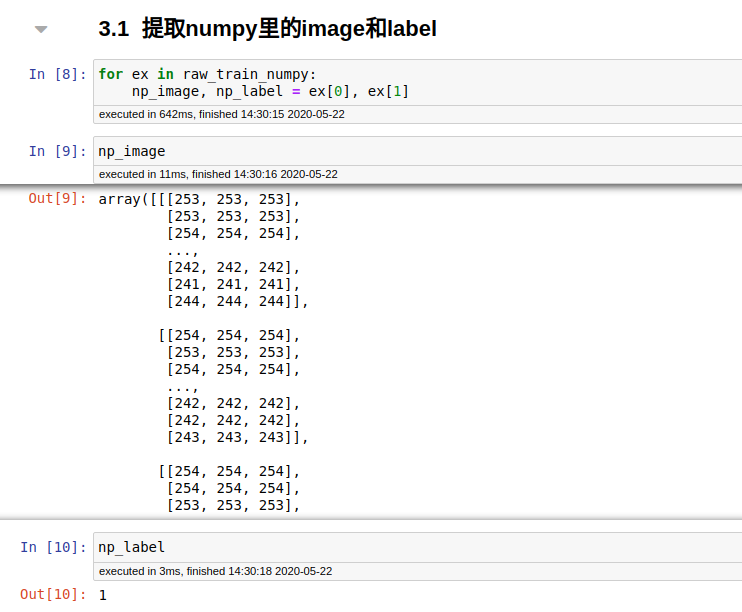 3.1 提取numpy里的image和label
In [8]: for ex in raw_train_numpy:
np_image, np_label = ex[0], ex[1]
executed in 642ms, finished 14:30:15 2020-05-22
In [9]: np_image
executed in 11ms, finished 14:30:16 2020-05-22
Out[9]: array([[[253, 253, 253],
[253, 253, 253],
[254, 254, 254],
...,
[242, 242, 242],
[241, 241, 241],
[244, 244, 244]],
[[254, 254, 254],
[253, 253, 253],
[254, 254, 254],
...,
[242, 242, 242],
[242, 242, 242],
[243, 243, 243]],
[[254, 254, 254],
[254, 254, 254],
[253, 253, 253],
In [10]: np_label
executed in 3ms, finished 14:30:18 2020-05-22
Out[10]: 1